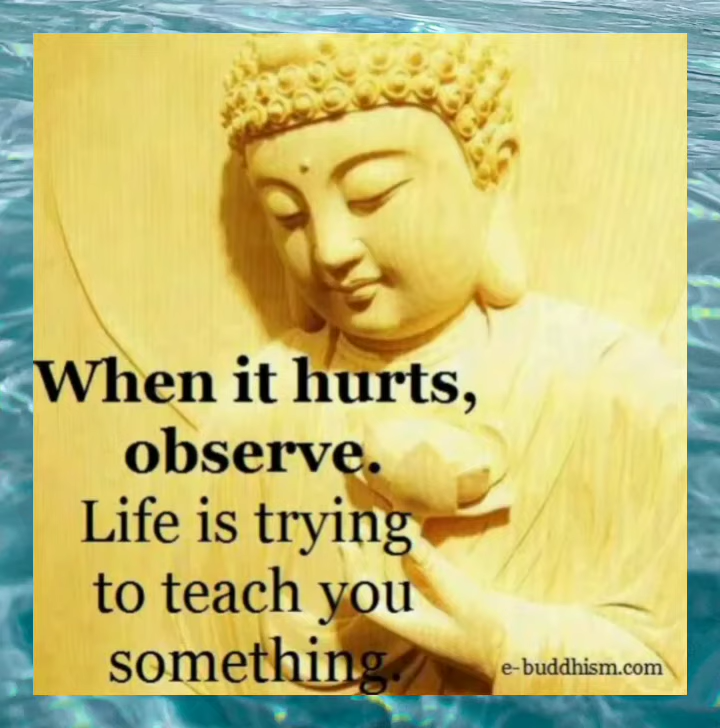 When it hurts,
observe.
Life is trying
to teach you
something.
e-buddhism.com